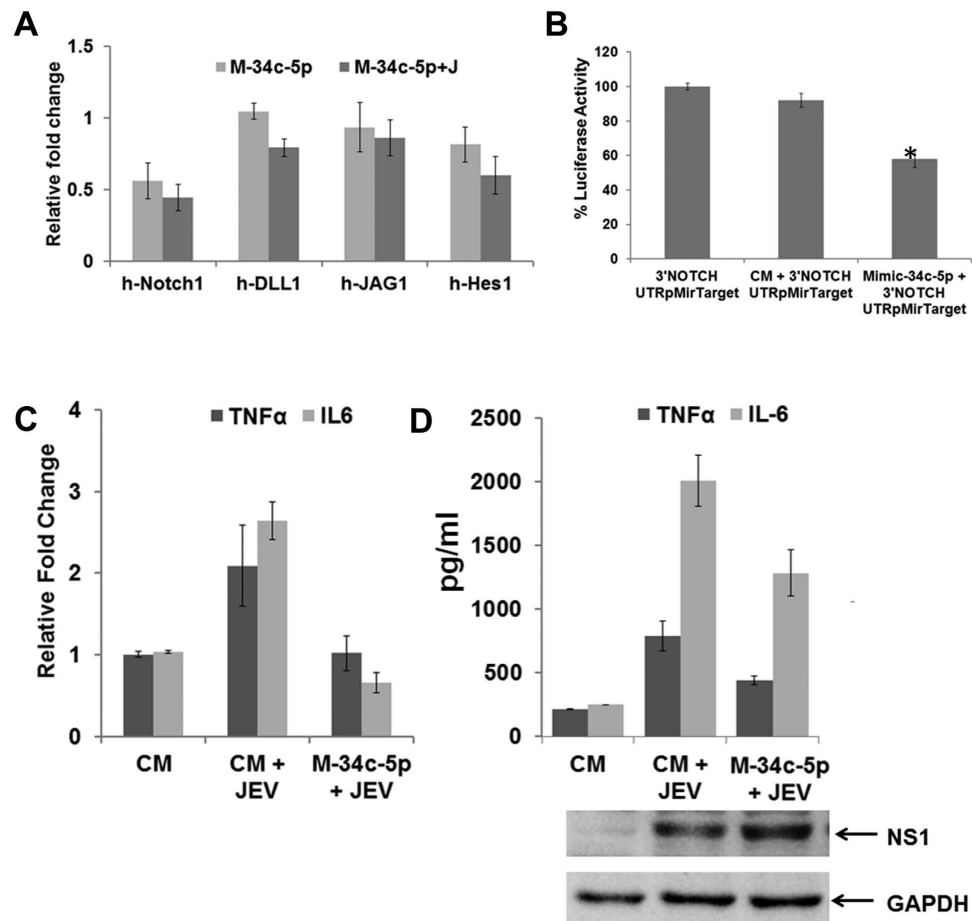 A
Relative fold change
1.5
1
0.5
0
M-34c-5p
M-34c-5p+J
h-Notch1
h-DLL1
h-JAG1
h-Hes1
B
% Luciferase Activity
120
100
80
60
40
20
0
*
3'NOTCH
UTRpMirTarget
CM + 3'NOTCH
UTRpMirTarget
Mimic-34c-5p +
3'NOTCH
UTRpMirTarget
C
Relative Fold Change
4
3
2
1
0
TNFα
IL6
CM
CM +
JEV
M-34c-5p
+ JEV
D
pg/ml
2500
2000
1500
1000
500
0
TNFα
IL-6
CM
CM +
JEV
M-34c-5p
+ JEV
NS1
GAPDH